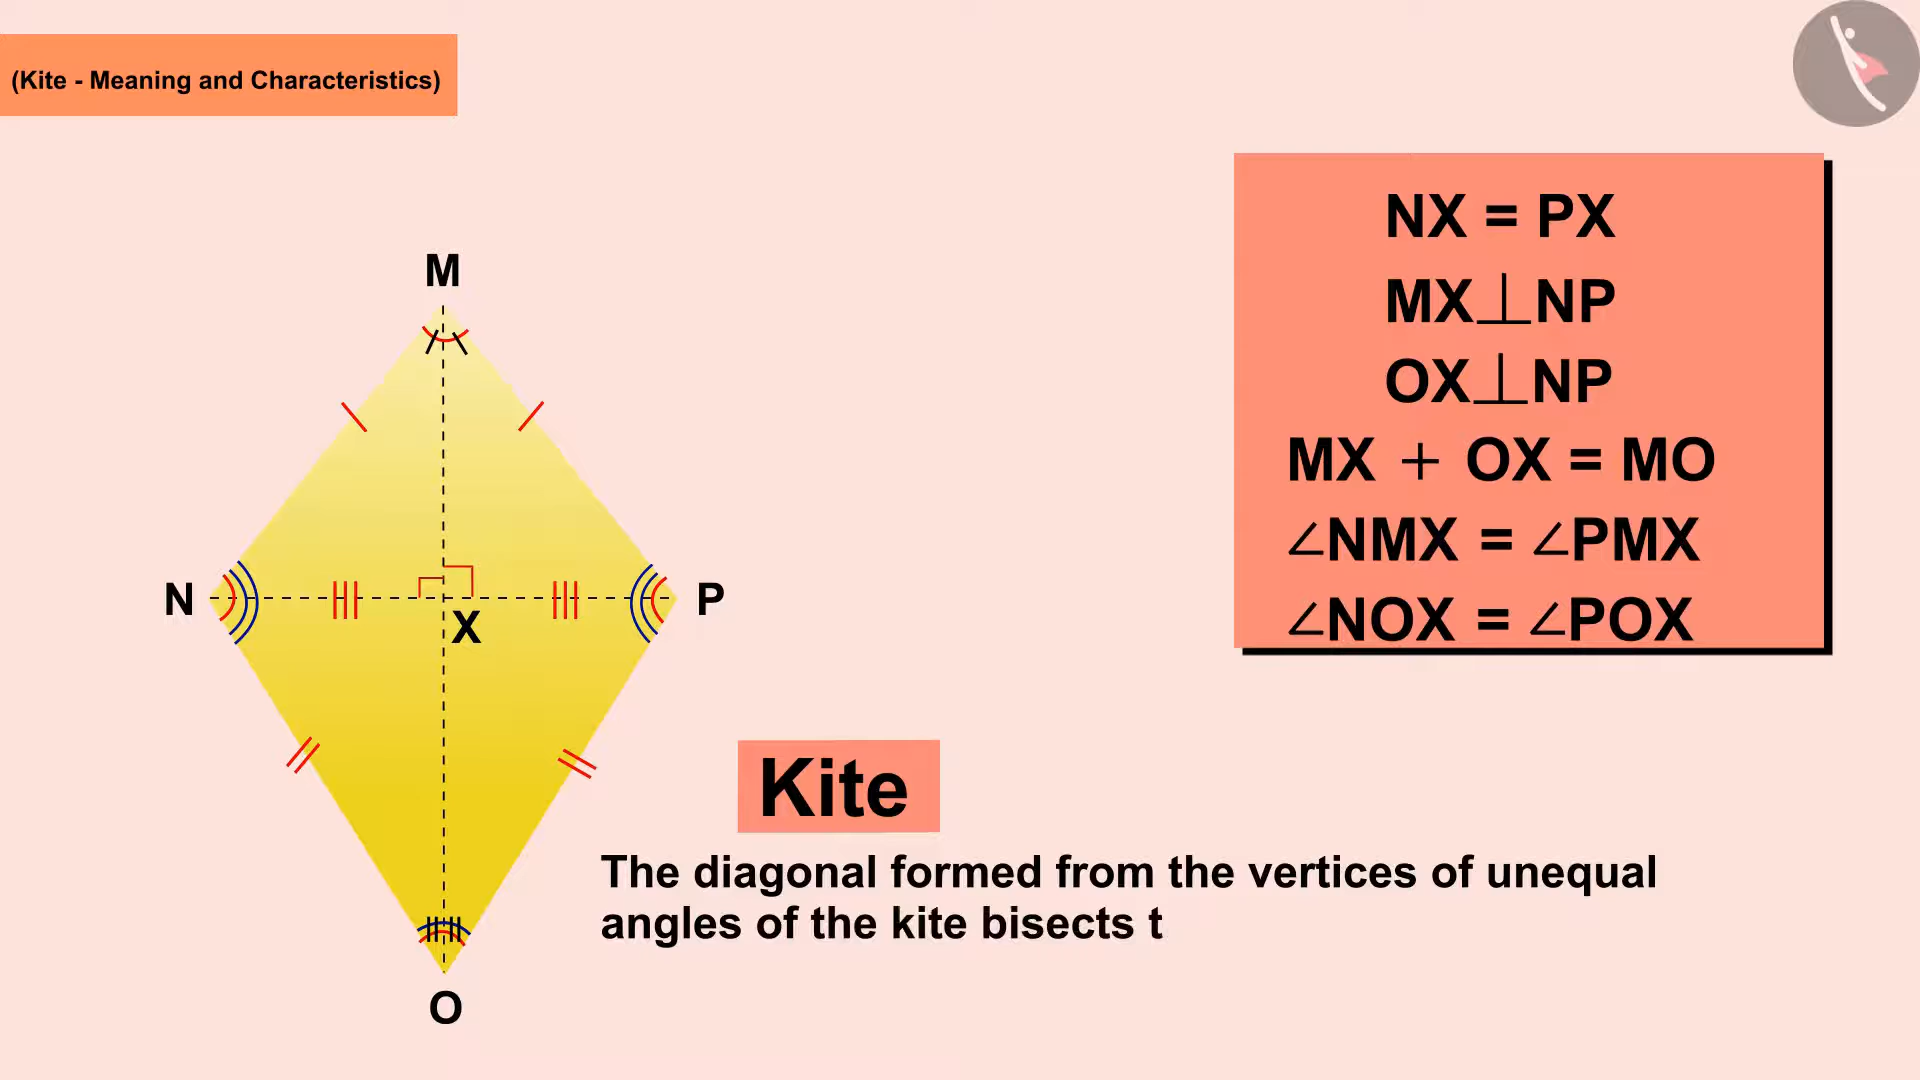 (Kite - Meaning and Characteristics)
NX = PX
MX⊥NP
OX⊥NP
MX + OX = MO
∠NMX = ∠PMX
∠NOX = ∠POX
M
N
P
X
O
Kite
The diagonal formed from the vertices of unequal
angles of the kite bisects t